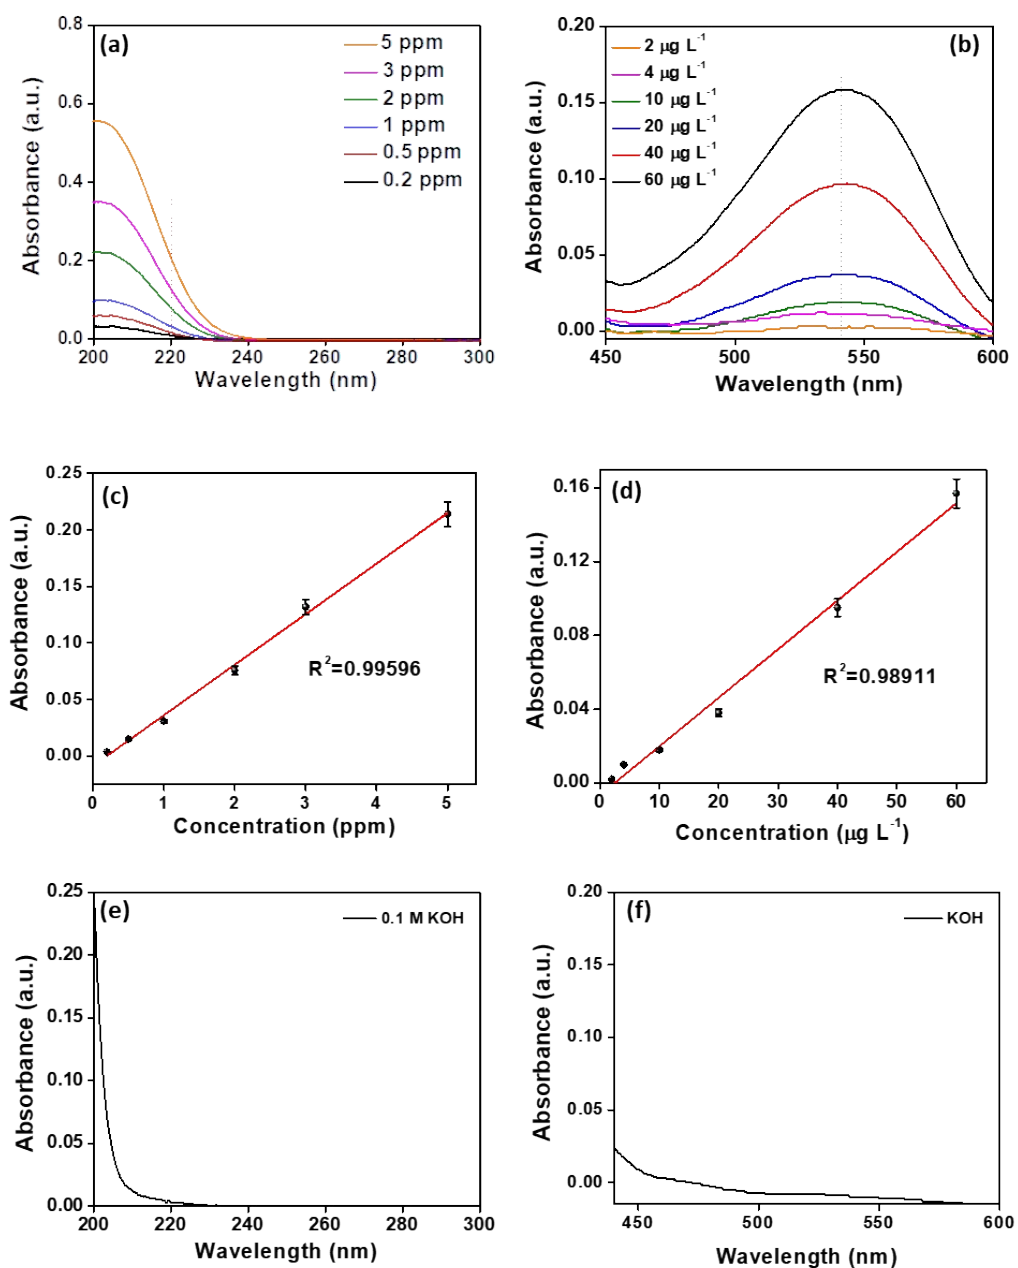 (a)
5 ppm
3 ppm
2 ppm
1 ppm
0.5 ppm
0.2 ppm
0.8
0.6
0.4
0.2
0.0
200 220 240 260 280 300
Absorbance (a.u.)
Wavelength (nm)
(b)
2 μg L⁻¹
4 μg L⁻¹
10 μg L⁻¹
20 μg L⁻¹
40 μg L⁻¹
60 μg L⁻¹
0.20
0.15
0.10
0.05
0.00
450 500 550 600
Absorbance (a.u.)
Wavelength (nm)
(c)
0.25
0.20
0.15
0.10
0.05
0.00
R²=0.99596
0 1 2 3 4 5
Absorbance (a.u.)
Concentration (ppm)
(d)
0.16
0.12
0.08
0.04
0.00
R²=0.98911
0 10 20 30 40 50 60
Absorbance (a.u.)
Concentration (μg L⁻¹)
(e)
0.1 M KOH
0.25
0.20
0.15
0.10
0.05
0.00
200 220 240 260 280 300
Absorbance (a.u.)
Wavelength (nm)
(f)
KOH
0.20
0.15
0.10
0.05
0.00
450 500 550 600
Absorbance (a.u.)
Wavelength (nm)